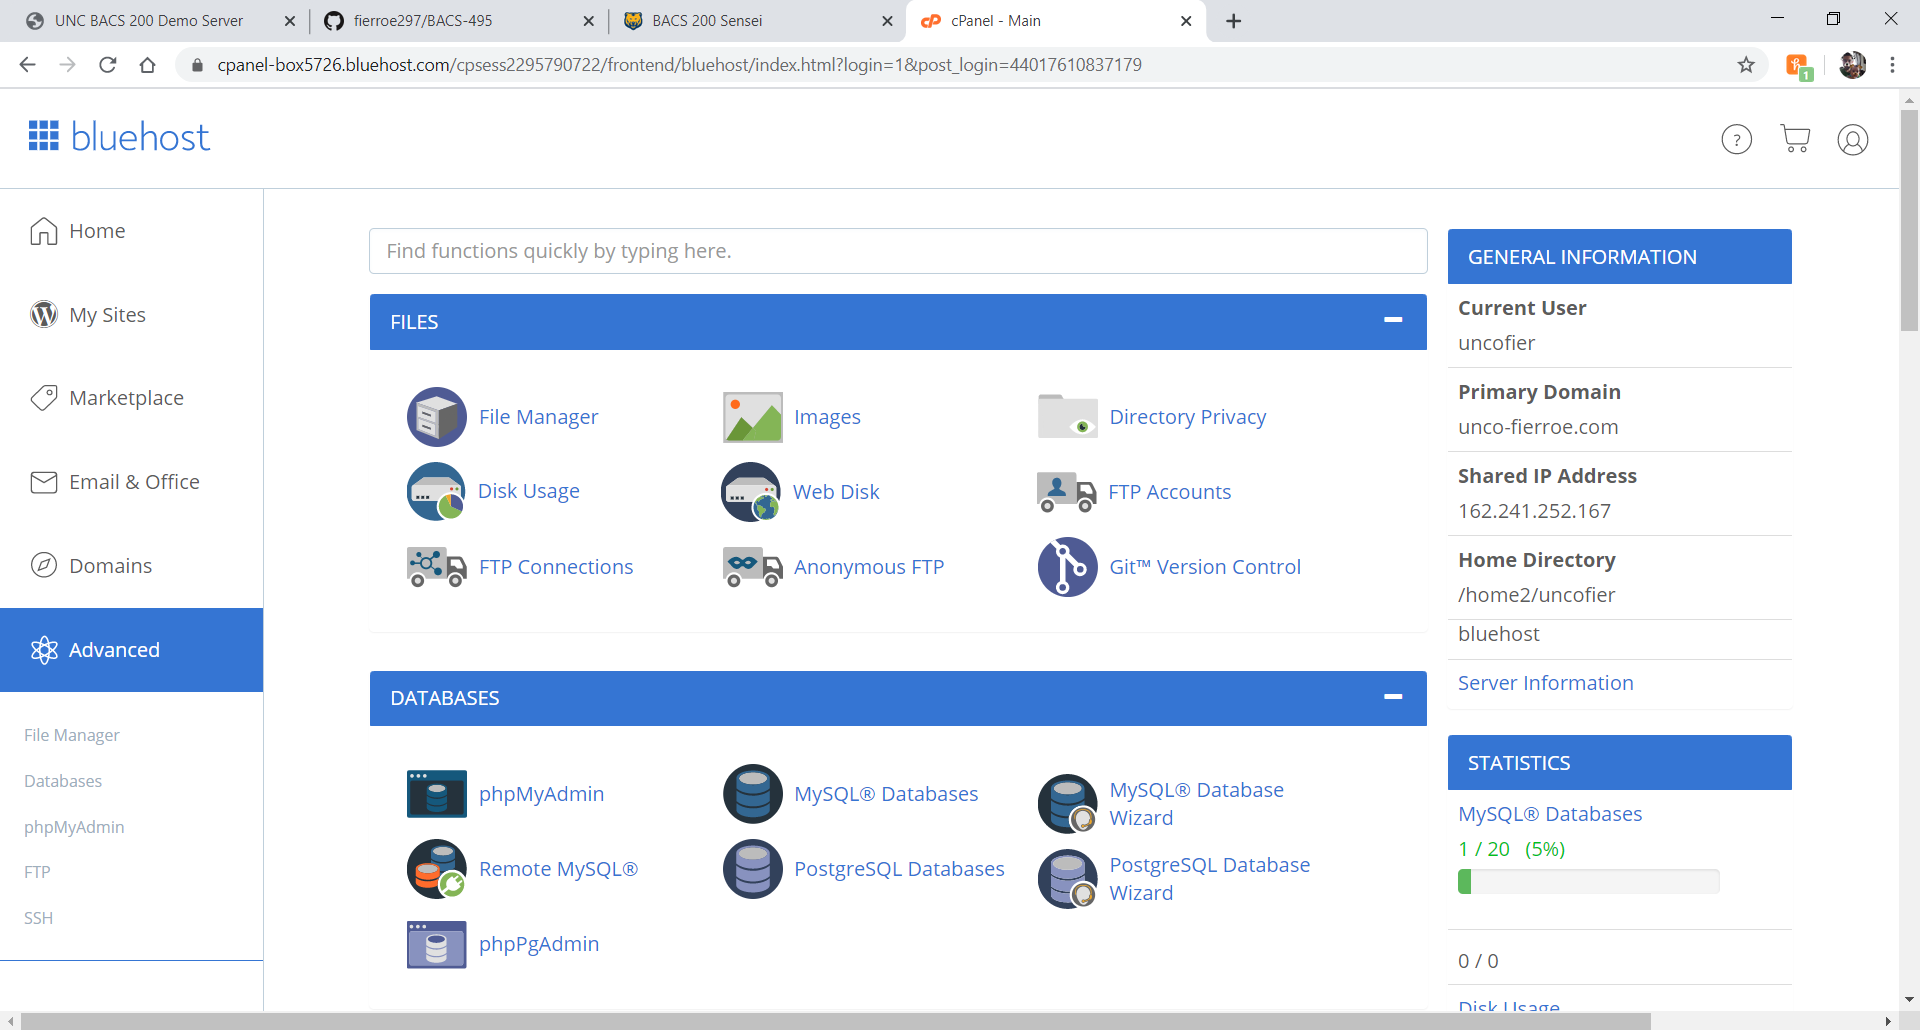 UNC BACS 200 Demo Server
fierroe297/BACS-495
BACS 200 Sensei
cP cPanel - Main
cpanel-box5726.bluehost.com/cpsess2295790722/frontend/bluehost/index.html?login=1&post_login=44017610837179
1
bluehost
?
Home
My Sites
Marketplace
Email & Office
Domains
Advanced
File Manager
Databases
phpMyAdmin
FTP
SSH
Find functions quickly by typing here.
FILES
File Manager
Images
Directory Privacy
Disk Usage
Web Disk
FTP Accounts
FTP Connections
Anonymous FTP
Git™ Version Control
DATABASES
phpMyAdmin
MySQL® Databases
MySQL® Database
Wizard
Remote MySQL®
PostgreSQL Databases
PostgreSQL Database
Wizard
phpPgAdmin
GENERAL INFORMATION
Current User
uncofier
Primary Domain
unco-fierroe.com
Shared IP Address
162.241.252.167
Home Directory
/home2/uncofier
bluehost
Server Information
STATISTICS
MySQL® Databases
1 / 20 (5%)
0 / 0
Disk Usage